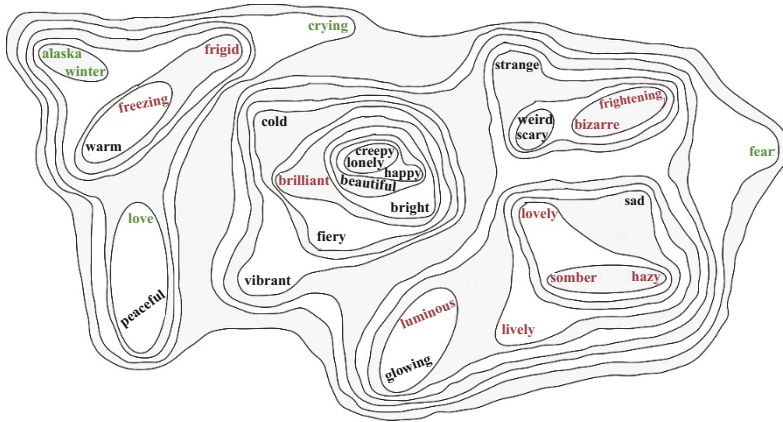 crying
alaska
winter
frigid
freezing
warm
love
peaceful
cold
creepy
lonely
happy
beautiful
brilliant
bright
fiery
vibrant
strange
frightening
weird
scary
bizarre
fear
lovely
sad
somber
hazy
lively
luminous
glowing